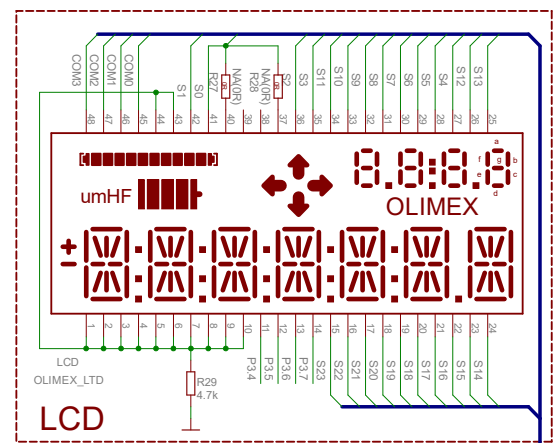 COM3
COM2
COM1
COM0
S1
S0
R27
NA(0R)
R28
NA(0R)
S2
S3
S11
S10
S9
S8
S7
S6
S5
S4
S12
S13
0R
0R
48 47 46 45 44 43 42 41 40 39 38 37 36 35 34 33 32 31 30 29 28 27 26 25
a
f g b
e c
d
umHF
OLIMEX
+
-
1 2 3 4 5 6 7 8 9 10 11 12 13 14 15 16 17 18 19 20 21 22 23 24
P3.4
P3.5
P3.6
P3.7
S23
S22
S21
S20
S19
S18
S17
S16
S15
S14
LCD
OLIMEX_LTD
R29
4.7k
LCD